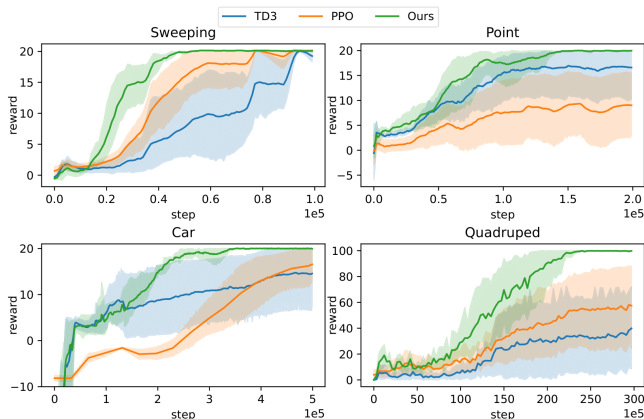 TD3 PPO Ours
Sweeping
20
15
10
5
0
reward
0.0 0.2 0.4 0.6 0.8 1.0
step
1e5
Point
20
15
10
5
0
−5
reward
0.0 0.5 1.0 1.5 2.0
step
1e5
Car
20
10
0
−10
reward
0 1 2 3 4 5
step
1e5
Quadruped
100
80
60
40
20
0
reward
0 50 100 150 200 250 300
step
1e5